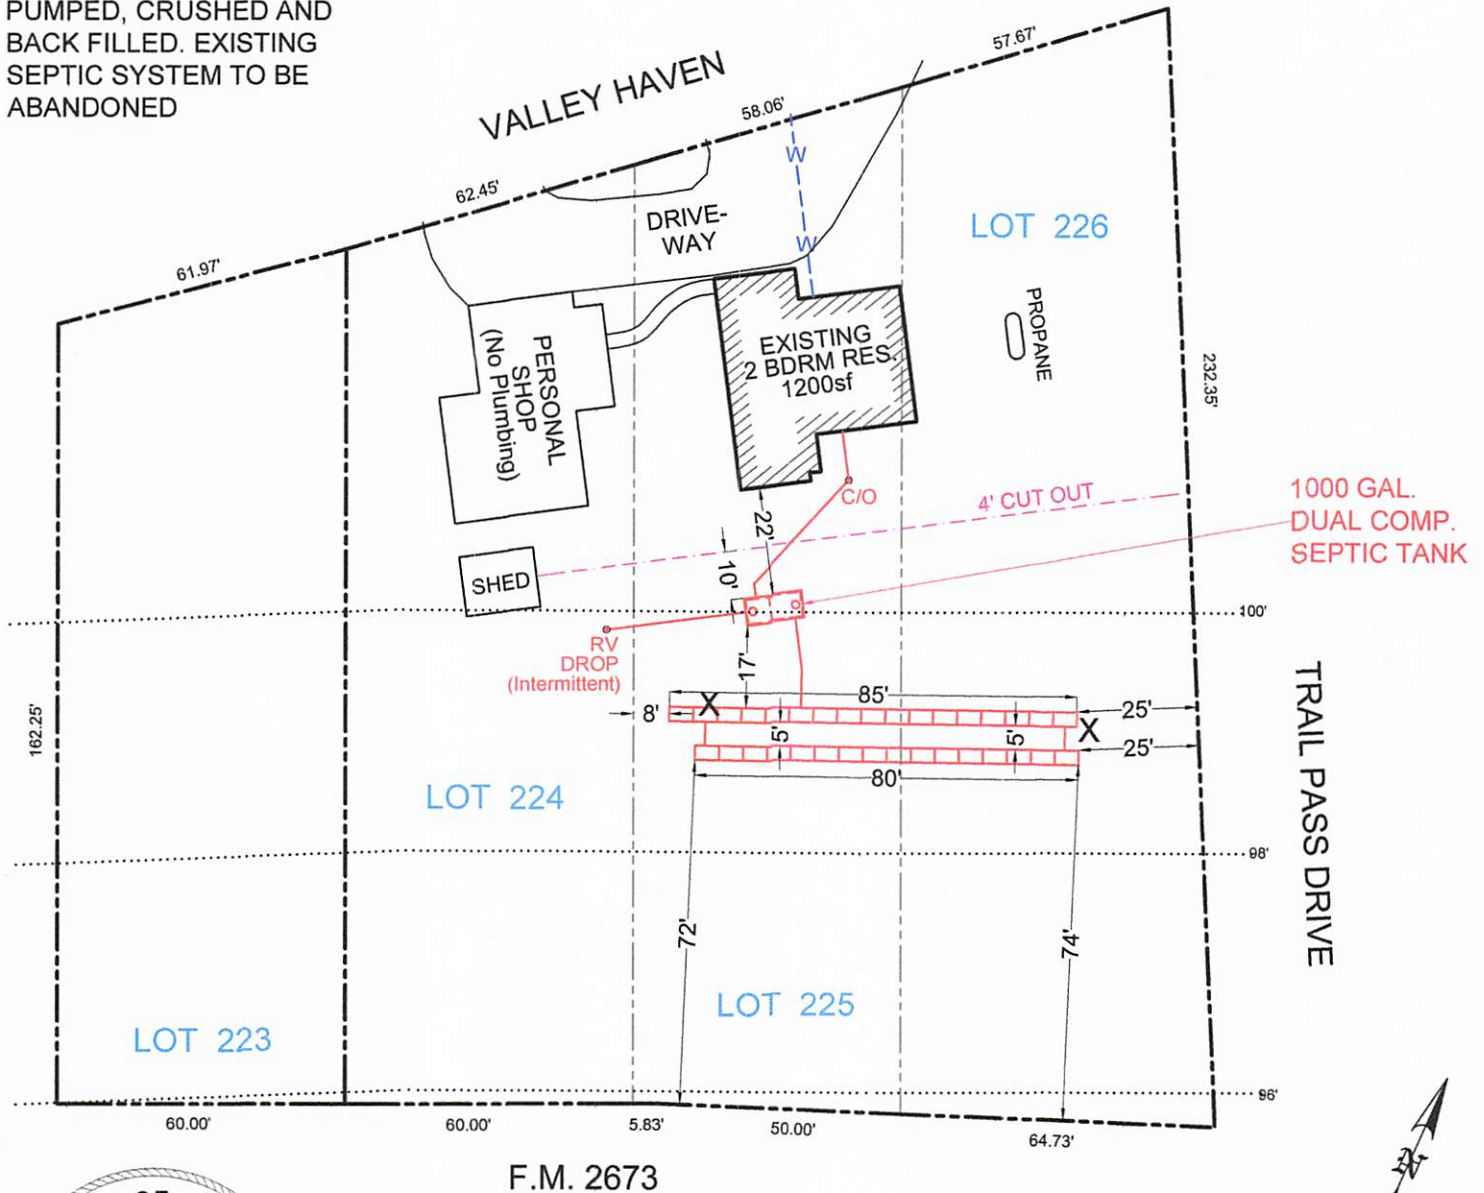 PUMPED, CRUSHED AND
BACK FILLED. EXISTING
SEPTIC SYSTEM TO BE
ABANDONED
VALLEY HAVEN
57.67'
58.06'
62.45'
61.97'
W
W
DRIVE-
WAY
LOT 226
PROPANE
EXISTING
2 BDRM RES.
1200sf
PERSONAL
SHOP
(No Plumbing)
232.35'
C/O
4' CUT OUT
1000 GAL.
DUAL COMP.
SEPTIC TANK
22'
10'
SHED
100'
RV
DROP
(Intermittent)
17'
85'
8'
X
X
25'
5'
5'
25'
80'
162.25'
LOT 224
TRAIL PASS DRIVE
98'
72'
74'
LOT 225
LOT 223
96'
60.00'
60.00'
5.83'
50.00'
64.73'
F.M. 2673
N